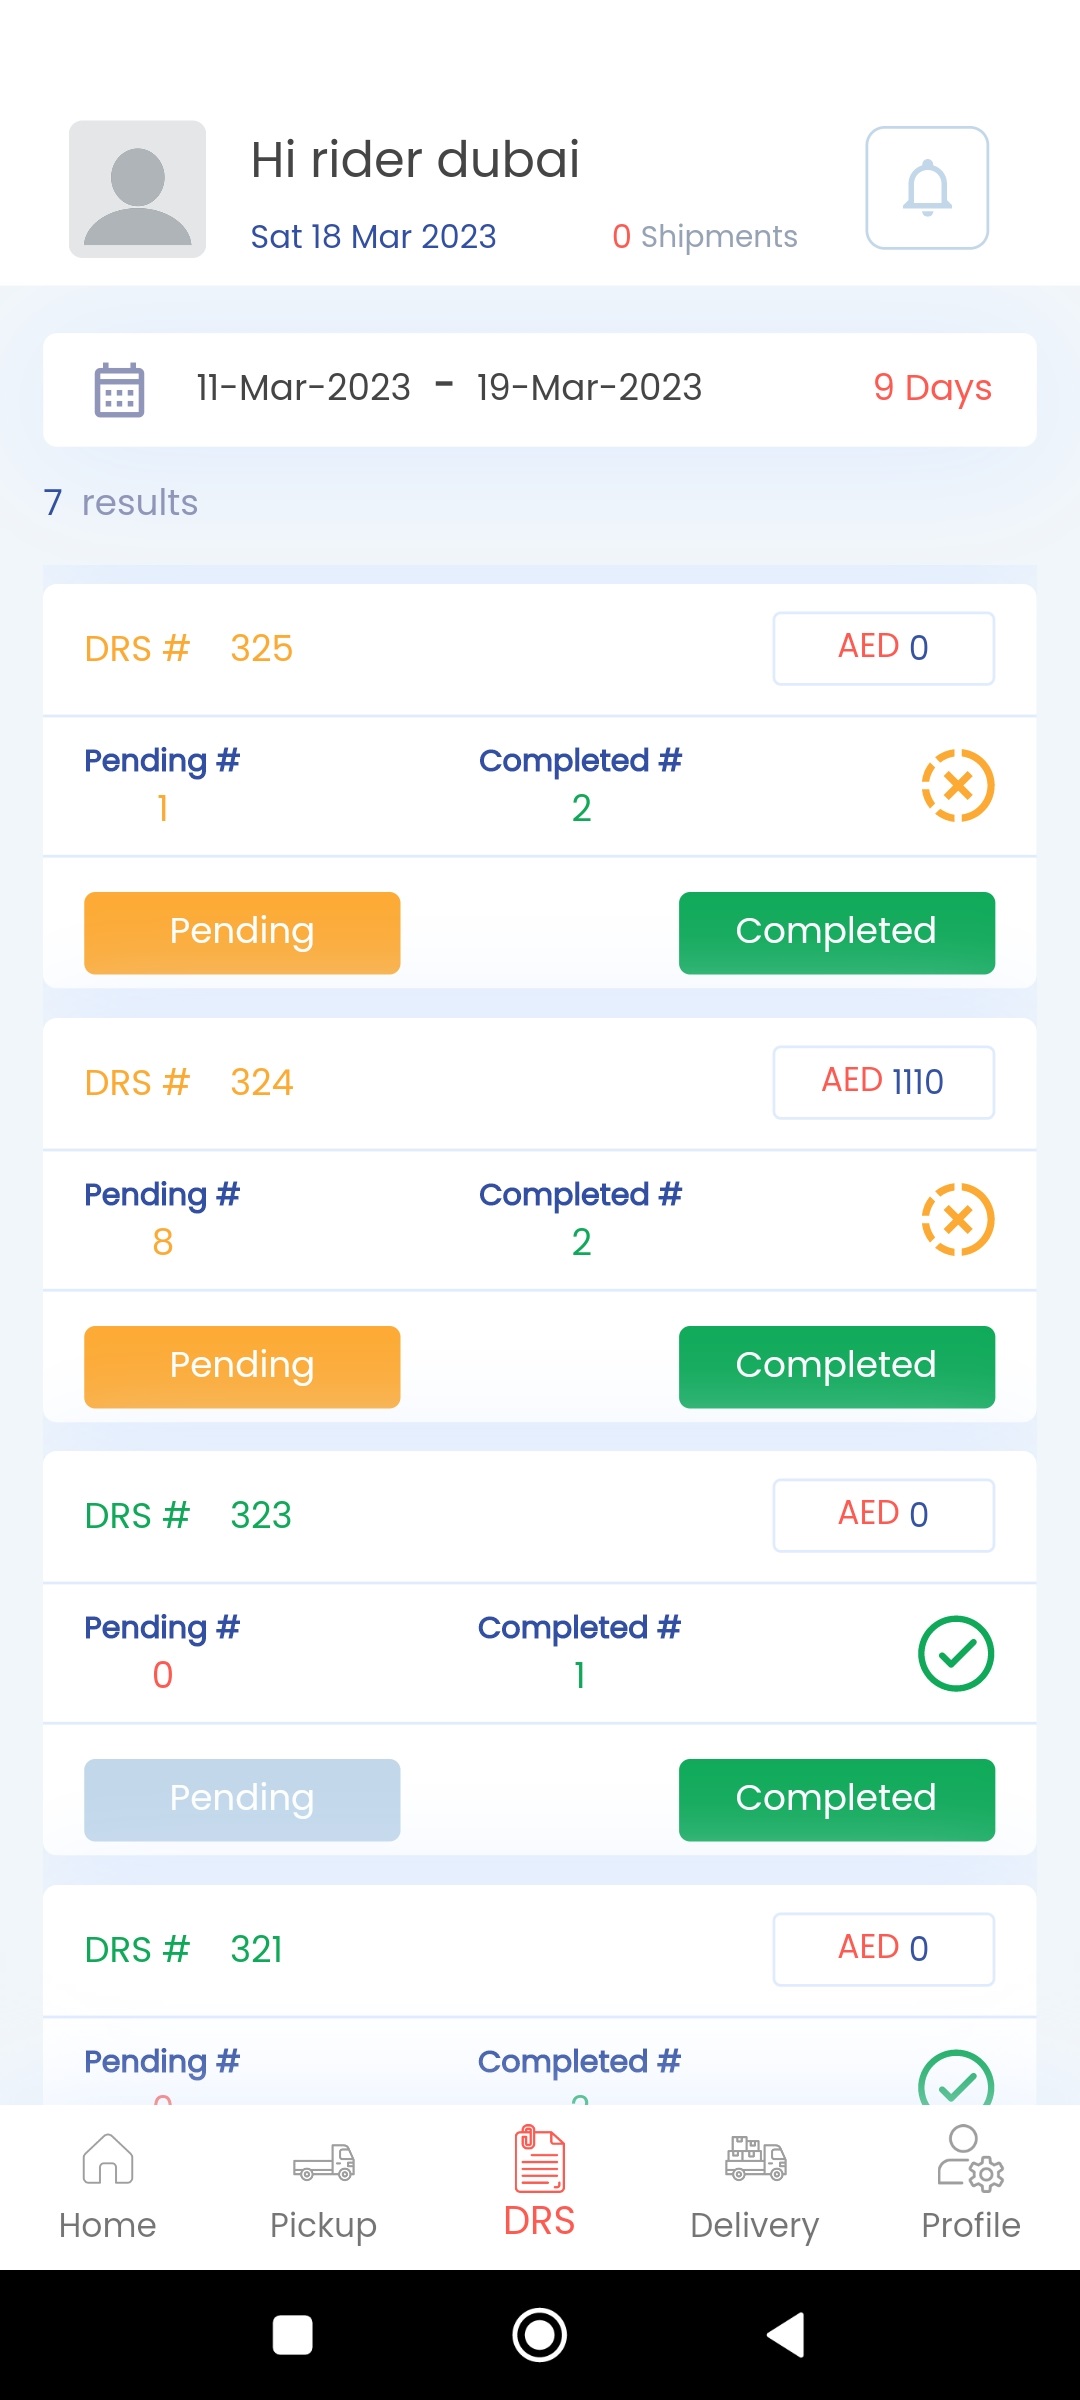 Hi rider dubai
Sat 18 Mar 2023 0 Shipments
11-Mar-2023 - 19-Mar-2023 9 Days
7 results
DRS # 325 AED 0
Pending # Completed #
1 2
Pending Completed
DRS # 324 AED 1110
Pending # Completed #
8 2
Pending Completed
DRS # 323 AED 0
Pending # Completed #
0 1
Pending Completed
DRS # 321 AED 0
Pending # Completed #
Home Pickup DRS Delivery Profile